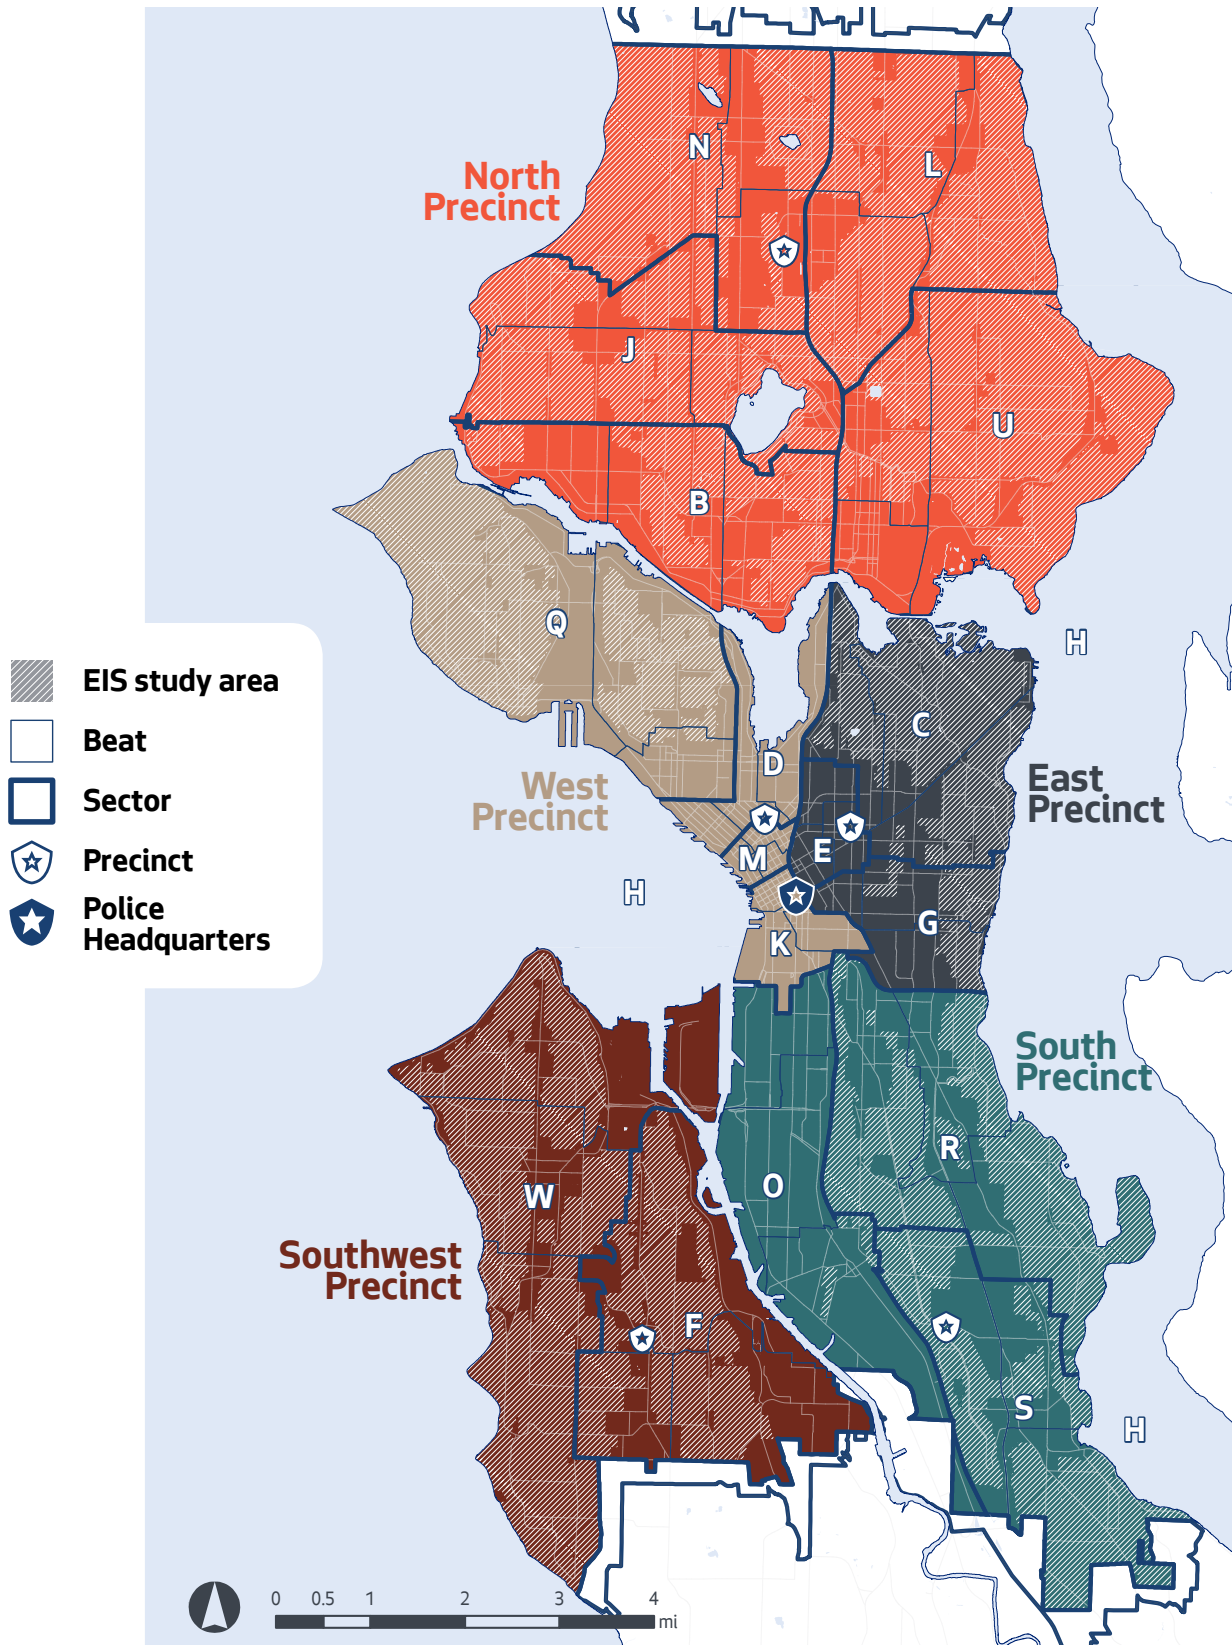 N
L
North
Precinct
J
U
B
Q
H
EIS study area
Beat
Sector
Precinct
Police
Headquarters
C
D
West
Precinct
East
Precinct
M
E
H
G
K
South
Precinct
R
O
W
Southwest
Precinct
F
S
H
0 0.5 1 2 3 4
mi